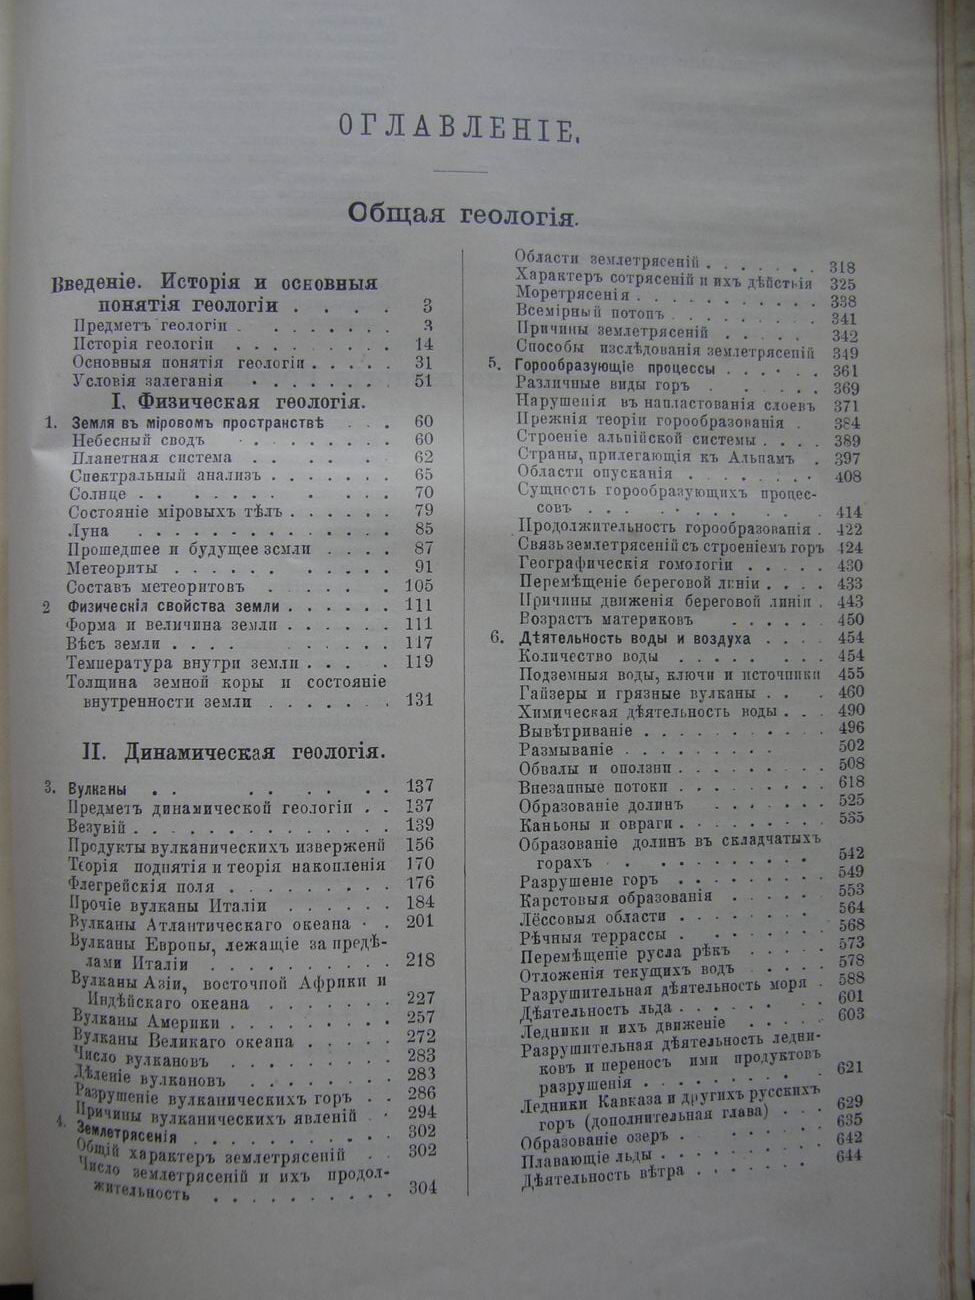 ОГЛАВЛЕНІЕ.
Общая геологія.
Введеніе. Исторія и основныя
понятія геологіи . . . . 3
Предметъ геологіи . . . . . . . . 3
Исторія геологіи . . . . . . . . 14
Основныя понятія геологіи . . . . . 31
Условія залеганія . . . . . . . 51
I. Физическая геологія.
1. Земля въ міровомъ пространствѣ . . . 60
Небесный сводъ . . . . . . . . 60
Планетная система . . . . . . 62
Спектральный анализъ . . . . . . . 65
Солнце . . . . . . . . . . . 70
Состояніе міровыхъ тѣлъ . . . . . . 79
Луна . . . . . . . . . . . . 85
Прошедшее и будущее земли . . . . 87
Метеориты . . . . . . . . . . . 91
Составъ метеоритовъ . . . . . . 105
2 Физическія свойства земли . . . . . . 111
Форма и величина земли . . . . . . 111
Вѣсъ земли . . . . . . . . . . 117
Температура внутри земли . . . . . 119
Толщина земной коры и состояніе
внутренности земли . . . . . . . 131
II. Динамическая геологія.
3. Вулканы . . . . . . . . 137
Предметъ динамической геологіи . . 137
Везувій . . . . . . . . . . . . . 139
Продукты вулканическихъ изверженій 156
Теорія поднятія и теорія накопленія 170
Флегрейскія поля . . . . . . . . . 176
Прочіе вулканы Италіи . . . . . . 184
Вулканы Атлантическаго океана . . 201
Вулканы Европы, лежащіе за предѣ-
лами Италіи . . . . . . . . . . 218
Вулканы Азіи, восточной Африки и
Индѣйскаго океана . . . . . . . 227
Вулканы Америки . . . . . . . . . 257
Вулканы Великаго океана . . . . . 272
Число вулкановъ . . . . . . . . . 283
Дѣленіе вулкановъ . . . . . . . . 283
Разрушеніе вулканическихъ горъ . . 286
Причины вулканическихъ явленій . . 294
4. Землетрясенія . . . . . . . . . . . 302
Общій характеръ землетрясеній . . 302
Число землетрясеній и ихъ продол-
жительность . . . . . . . . . . 304
Области землетрясеній . . . . . . . 318
Характеръ сотрясеній и ихъ дѣйствія 325
Моретрясенія . . . . . . . . . . . 338
Всемірный потопъ . . . . . . . . . 341
Причины землетрясеній . . . . . 342
Способы изслѣдованія землетрясеній 349
5. Горообразующіе процессы . . . . . . 361
Различные виды горъ . . . . . . 369
Нарушенія въ напластованія слоевъ 371
Прежнія теоріи горообразованія . 384
Строеніе альпійской системы . . . . 389
Страны, прилегающія къ Альпамъ . 397
Области опусканія . . . . . . . . 408
Сущность горообразующихъ процес-
совъ . . . . . . . . . . . 414
Продолжительность горообразованія . 422
Связь землетрясеній съ строеніемъ горъ 424
Географическія гомологіи . . . . . 430
Перемѣщеніе береговой линіи . . . . 433
Причины движенія береговой линіи . 443
Возрастъ материковъ . . . . . 450
6. Дѣятельность воды и воздуха . . . . 454
Количество воды . . . . . . . . 454
Подземныя воды, ключи и источники 455
Гайзеры и грязные вулканы . . . 460
Химическая дѣятельность воды . . . 490
Вывѣтриваніе . . . . . . . . . . . 496
Размываніе . . . . . . . . . 502
Обвалы и оползни . . . . . . . . . 508
Внезапные потоки . . . . . . . . . 618
Образованіе долинъ . . . . . . . 525
Каньоны и овраги . . . . . . . . . 535
Образованіе долинъ въ складчатыхъ
горахъ . . . . . . . . . . . 542
Разрушеніе горъ . . . . . . . . . 549
Карстовыя образованія . . . . . 553
Лёссовыя области . . . . . . . . 564
Рѣчныя террассы . . . . . . . . 568
Перемѣщеніе русла рѣкъ . . . . 573
Отложенія текущихъ водъ . . . . 578
Разрушительная дѣятельность моря . 588
Дѣятельность льда . . . . . . . 601
Ледники и ихъ движеніе . . . . . 603
Разрушительная дѣятельность ледни-
ковъ и переносъ ими продуктовъ
разрушенія . . . . . . . . . . 621
Ледники Кавказа и другихъ русскихъ
горъ (дополнительная глава) . . . 629
Образованіе озеръ . . . . . . . 635
Плавающіе льды . . . . . . . . . 642
Дѣятельность вѣтра . . . . . . . 644